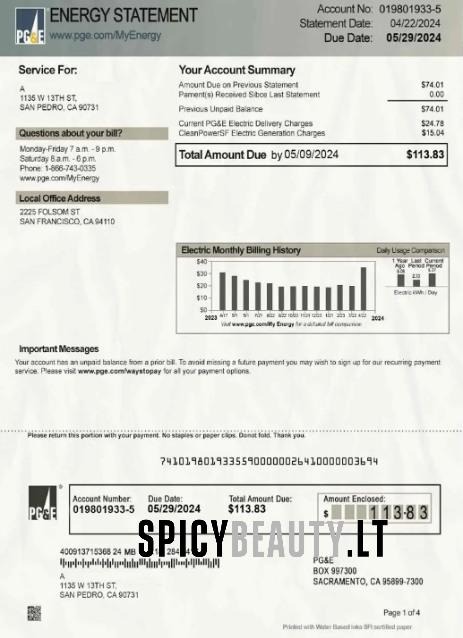 PG&E
ENERGY STATEMENT
www.pge.com/MyEnergy
Account No: 019801933-5
Statement Date: 04/22/2024
Due Date: 05/29/2024
Service For:
A
1135 W 13TH ST,
SAN PEDRO, CA 90731
Questions about your bill?
Monday-Friday 7 a.m. - 9 p.m.
Saturday 8 a.m. - 6 p.m.
Phone: 1-866-743-0335
www.pge.com/MyEnergy
Local Office Address
2225 FOLSOM ST
SAN FRANCISCO, CA 94110
Your Account Summary
Amount Due on Previous Statement $74.01
Pament(s) Received Sibce Last Statement 0.00
Previous Unpaid Balance $74.01
Current PG&E Electric Delivery Charges $24.78
CleanPowerSF Electric Generation Charges $15.04
Total Amount Due by 05/09/2024 $113.83
Electric Monthly Billing History
Daily Usage Comparison
$40
$30
$20
$10
$0
2023
2024
Visit www.pge.com/My Energy for a detailed bill comparison
1 Year Last Current
Ago Period Period
Electric kWh / Day
Important Messages
Your account has an unpaid balance from a prior bill. To avoid missing a future payment you may wish to sign up for our recurring payment
service. Please visit www.pge.com/waystopay for all your payment options.
Please return this portion with your payment. No staples or paper clips. Donot fold. Thank you.
PG&E
Account Number: Due Date: Total Amount Due: Amount Enclosed:
019801933-5 05/29/2024 $113.83 $ 113.83
SPICYBEAUTY.LT
400913715368 24 MB
A
1135 W 13TH ST,
SAN PEDRO, CA 90731
PG&E
BOX 997300
SACRAMENTO, CA 95899-7300
Page 1 of 4
Printed with Water Based Inks SFI certified paper